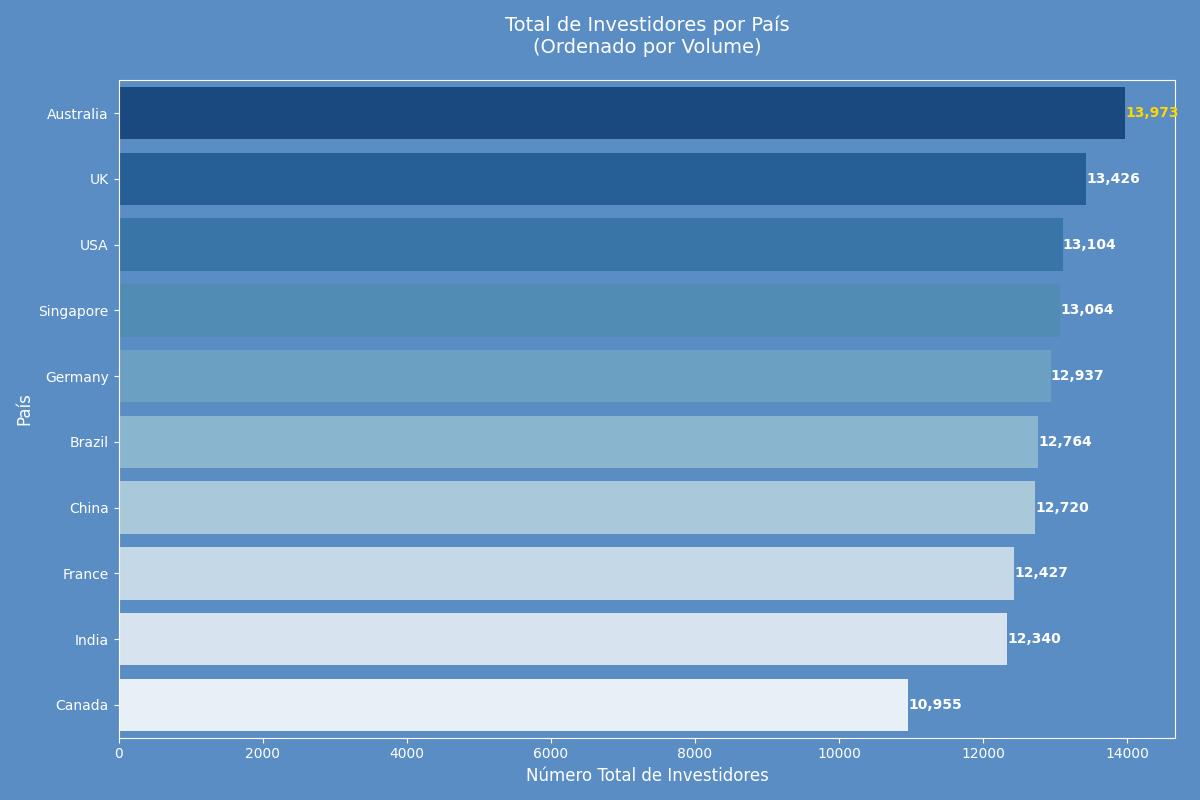 Total de Investidores por País
(Ordenado por Volume)
Australia 13,973
UK 13,426
USA 13,104
Singapore 13,064
Germany 12,937
Brazil 12,764
China 12,720
France 12,427
India 12,340
Canada 10,955
País
0 2000 4000 6000 8000 10000 12000 14000
Número Total de Investidores